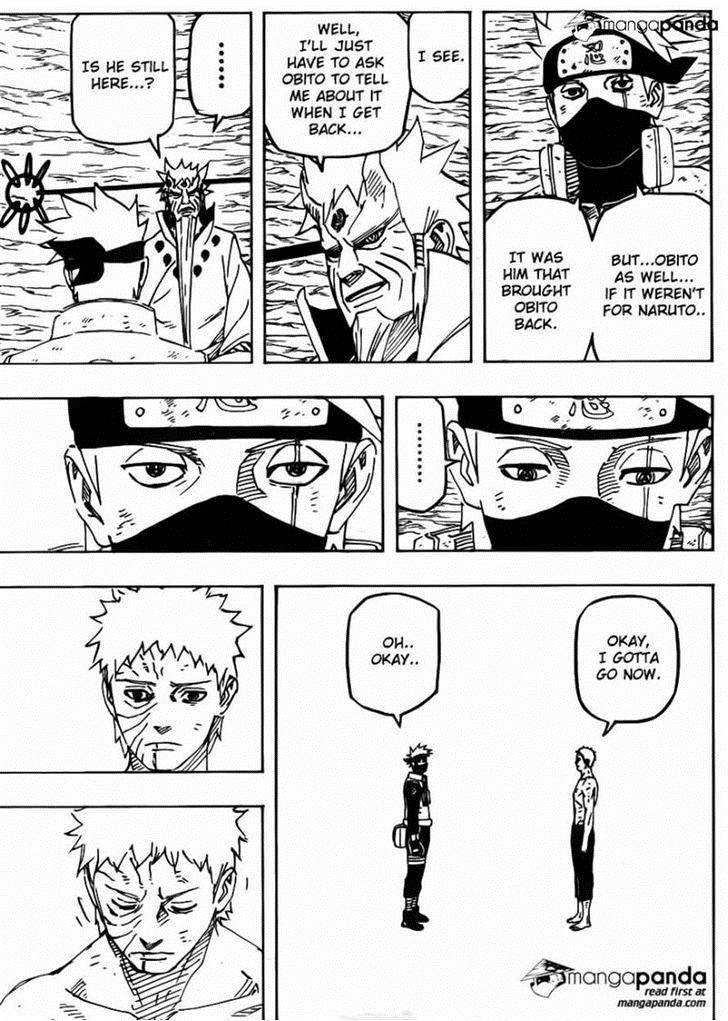 mangapanda
BUT...OBITO
AS WELL...
IF IT WEREN'T
FOR NARUTO..
IT WAS
HIM THAT
BROUGHT
OBITO
BACK.
I SEE.
WELL,
I'LL JUST
HAVE TO ASK
OBITO TO TELL
ME ABOUT IT
WHEN I GET
BACK...
......
IS HE STILL
HERE...?
........
OKAY,
I GOTTA
GO NOW.
OH..
OKAY..
mangapanda
read first at
mangapanda.com